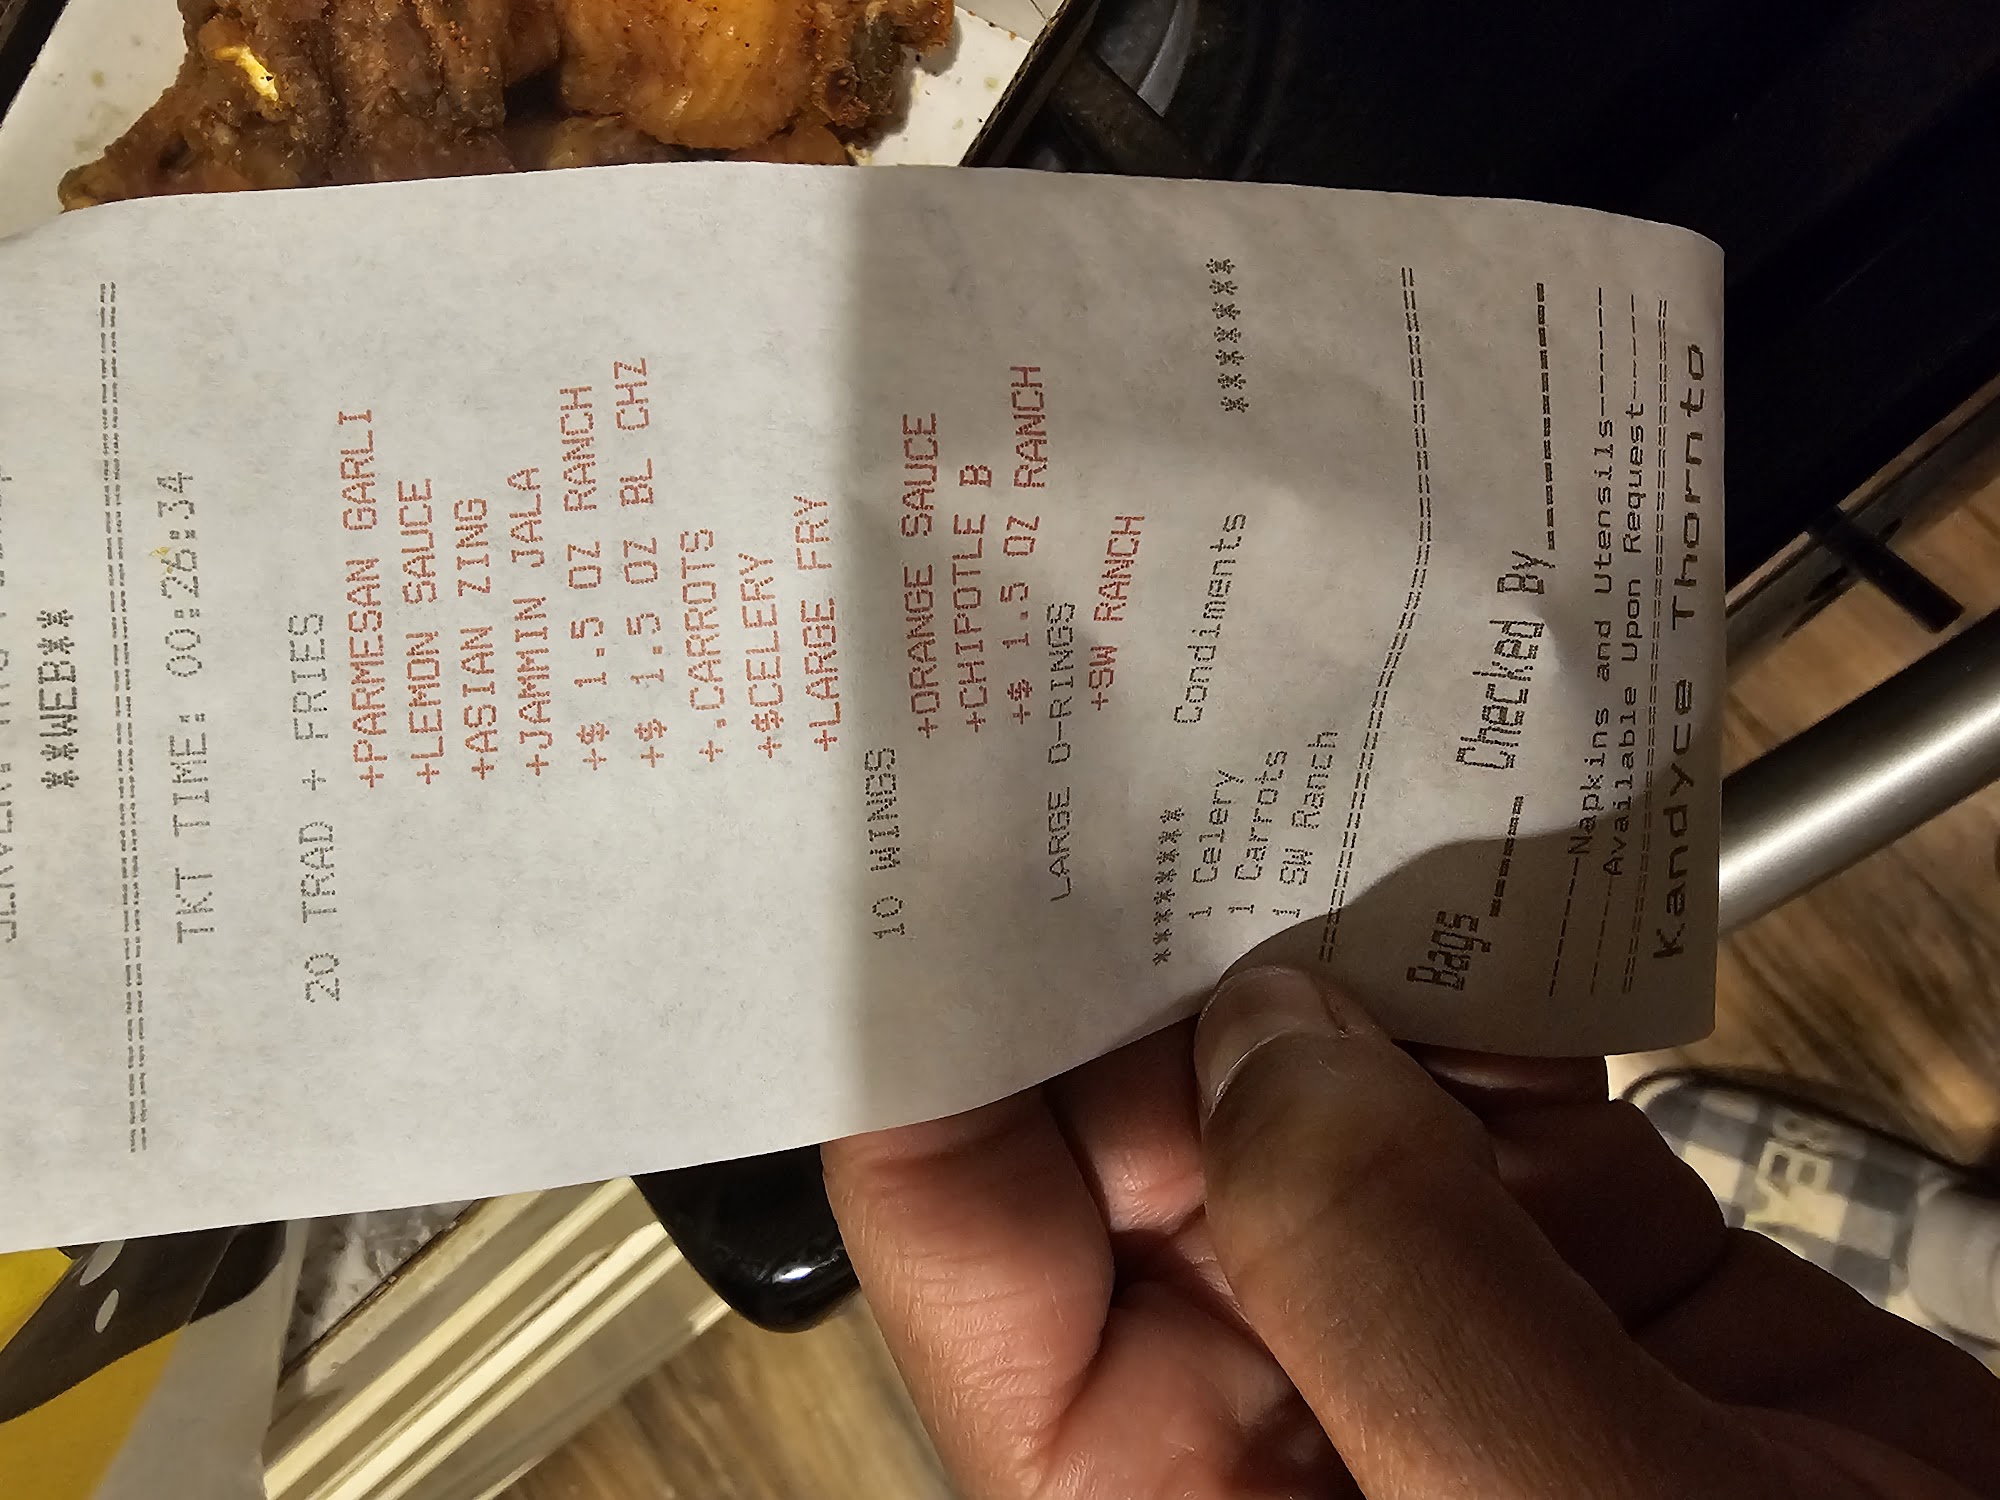 **WEB**
================================
TKT TIME: 00:26:34
20 TRAD + FRIES
+PARMESAN GARLI
+LEMON SAUCE
+ASIAN ZING
+JAMMIN JALA
+$ 1.5 OZ RANCH
+$ 1.5 OZ BL CHZ
+.CARROTS
+$CELERY
+LARGE FRY
10 WINGS
+ORANGE SAUCE
+CHIPOTLE B
+$ 1.5 OZ RANCH
LARGE O-RINGS
+SW RANCH
******* Condiments *******
1 Celery
1 Carrots
1 SW Ranch
================================
Bags_____ Checked By___________
------Napkins and Utensils------
------Available Upon Request-----
================================
Kandyce Thornto